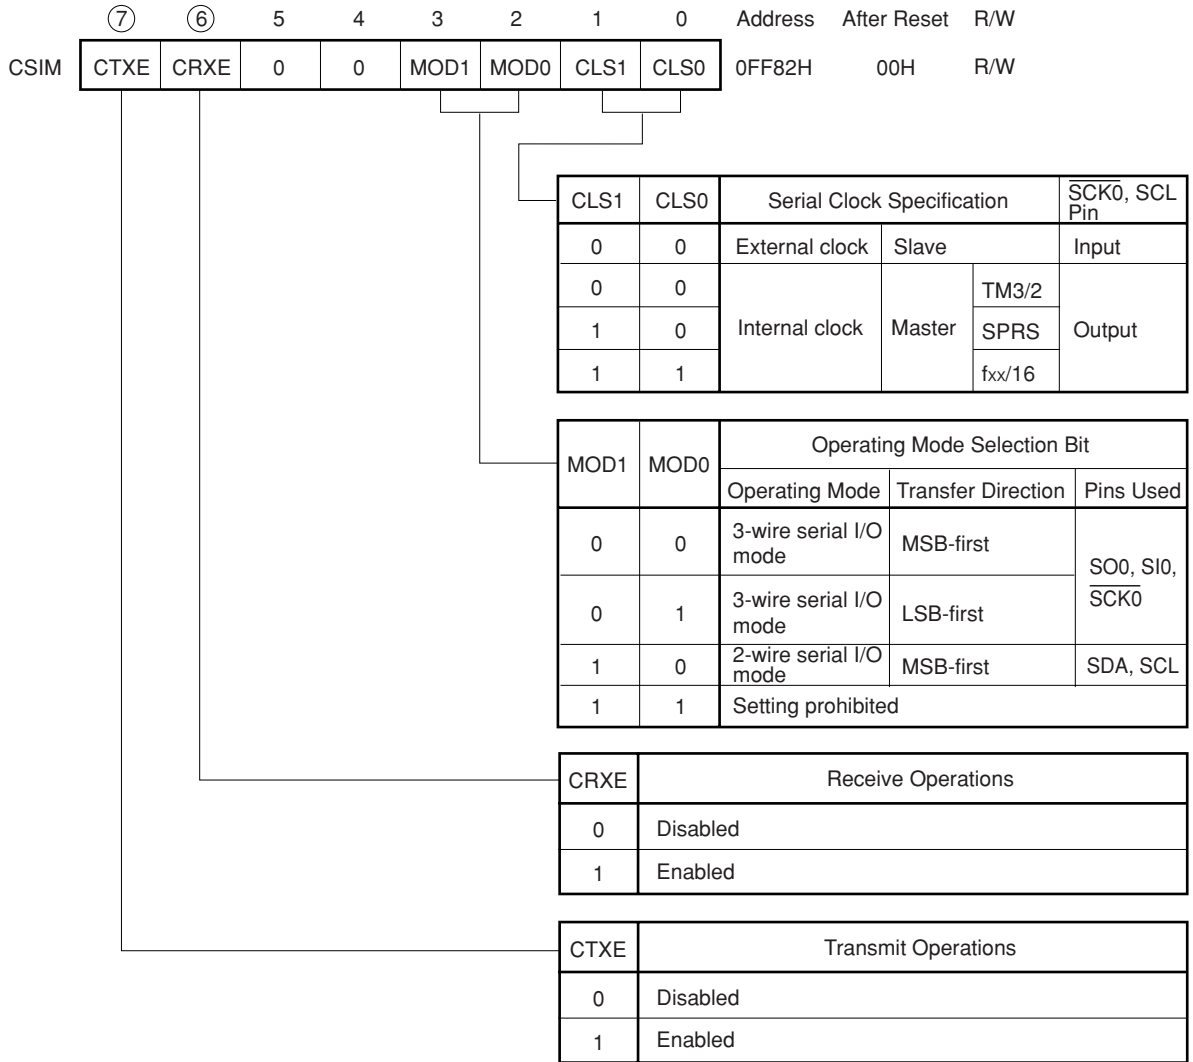 ⑦ ⑥ 5 4 3 2 1 0 Address After Reset R/W
CSIM CTXE CRXE 0 0 MOD1 MOD0 CLS1 CLS0 0FF82H 00H R/W
CLS1 CLS0 Serial Clock Specification SCK0, SCL
Pin
0 0 External clock Slave Input
0 0 TM3/2
1 0 Internal clock Master SPRS Output
1 1 fxx/16
MOD1 MOD0 Operating Mode Selection Bit
Operating Mode Transfer Direction Pins Used
0 0 3-wire serial I/O
mode MSB-first
SO0, SI0,
SCK0
0 1 3-wire serial I/O
mode LSB-first
1 0 2-wire serial I/O
mode MSB-first SDA, SCL
1 1 Setting prohibited
CRXE Receive Operations
0 Disabled
1 Enabled
CTXE Transmit Operations
0 Disabled
1 Enabled